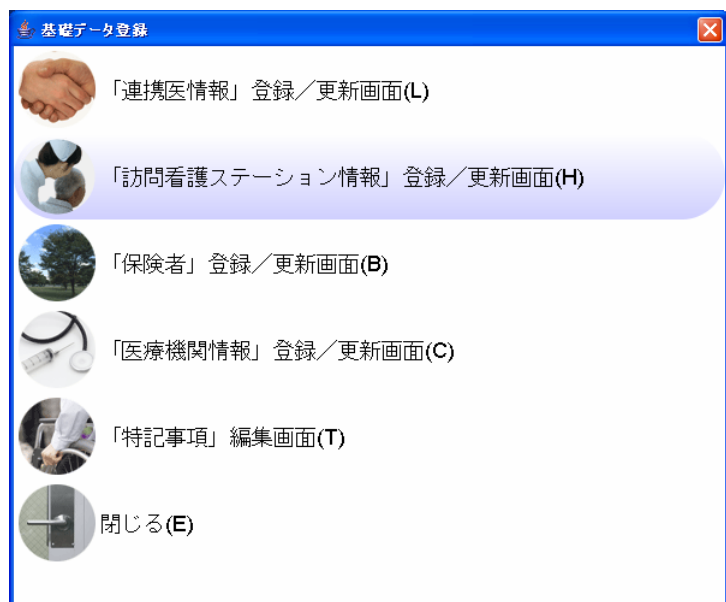 基礎データ登録
「連携医情報」登録／更新画面(L)
「訪問看護ステーション情報」登録／更新画面(H)
「保険者」登録／更新画面(B)
「医療機関情報」登録／更新画面(C)
「特記事項」編集画面(T)
閉じる(E)